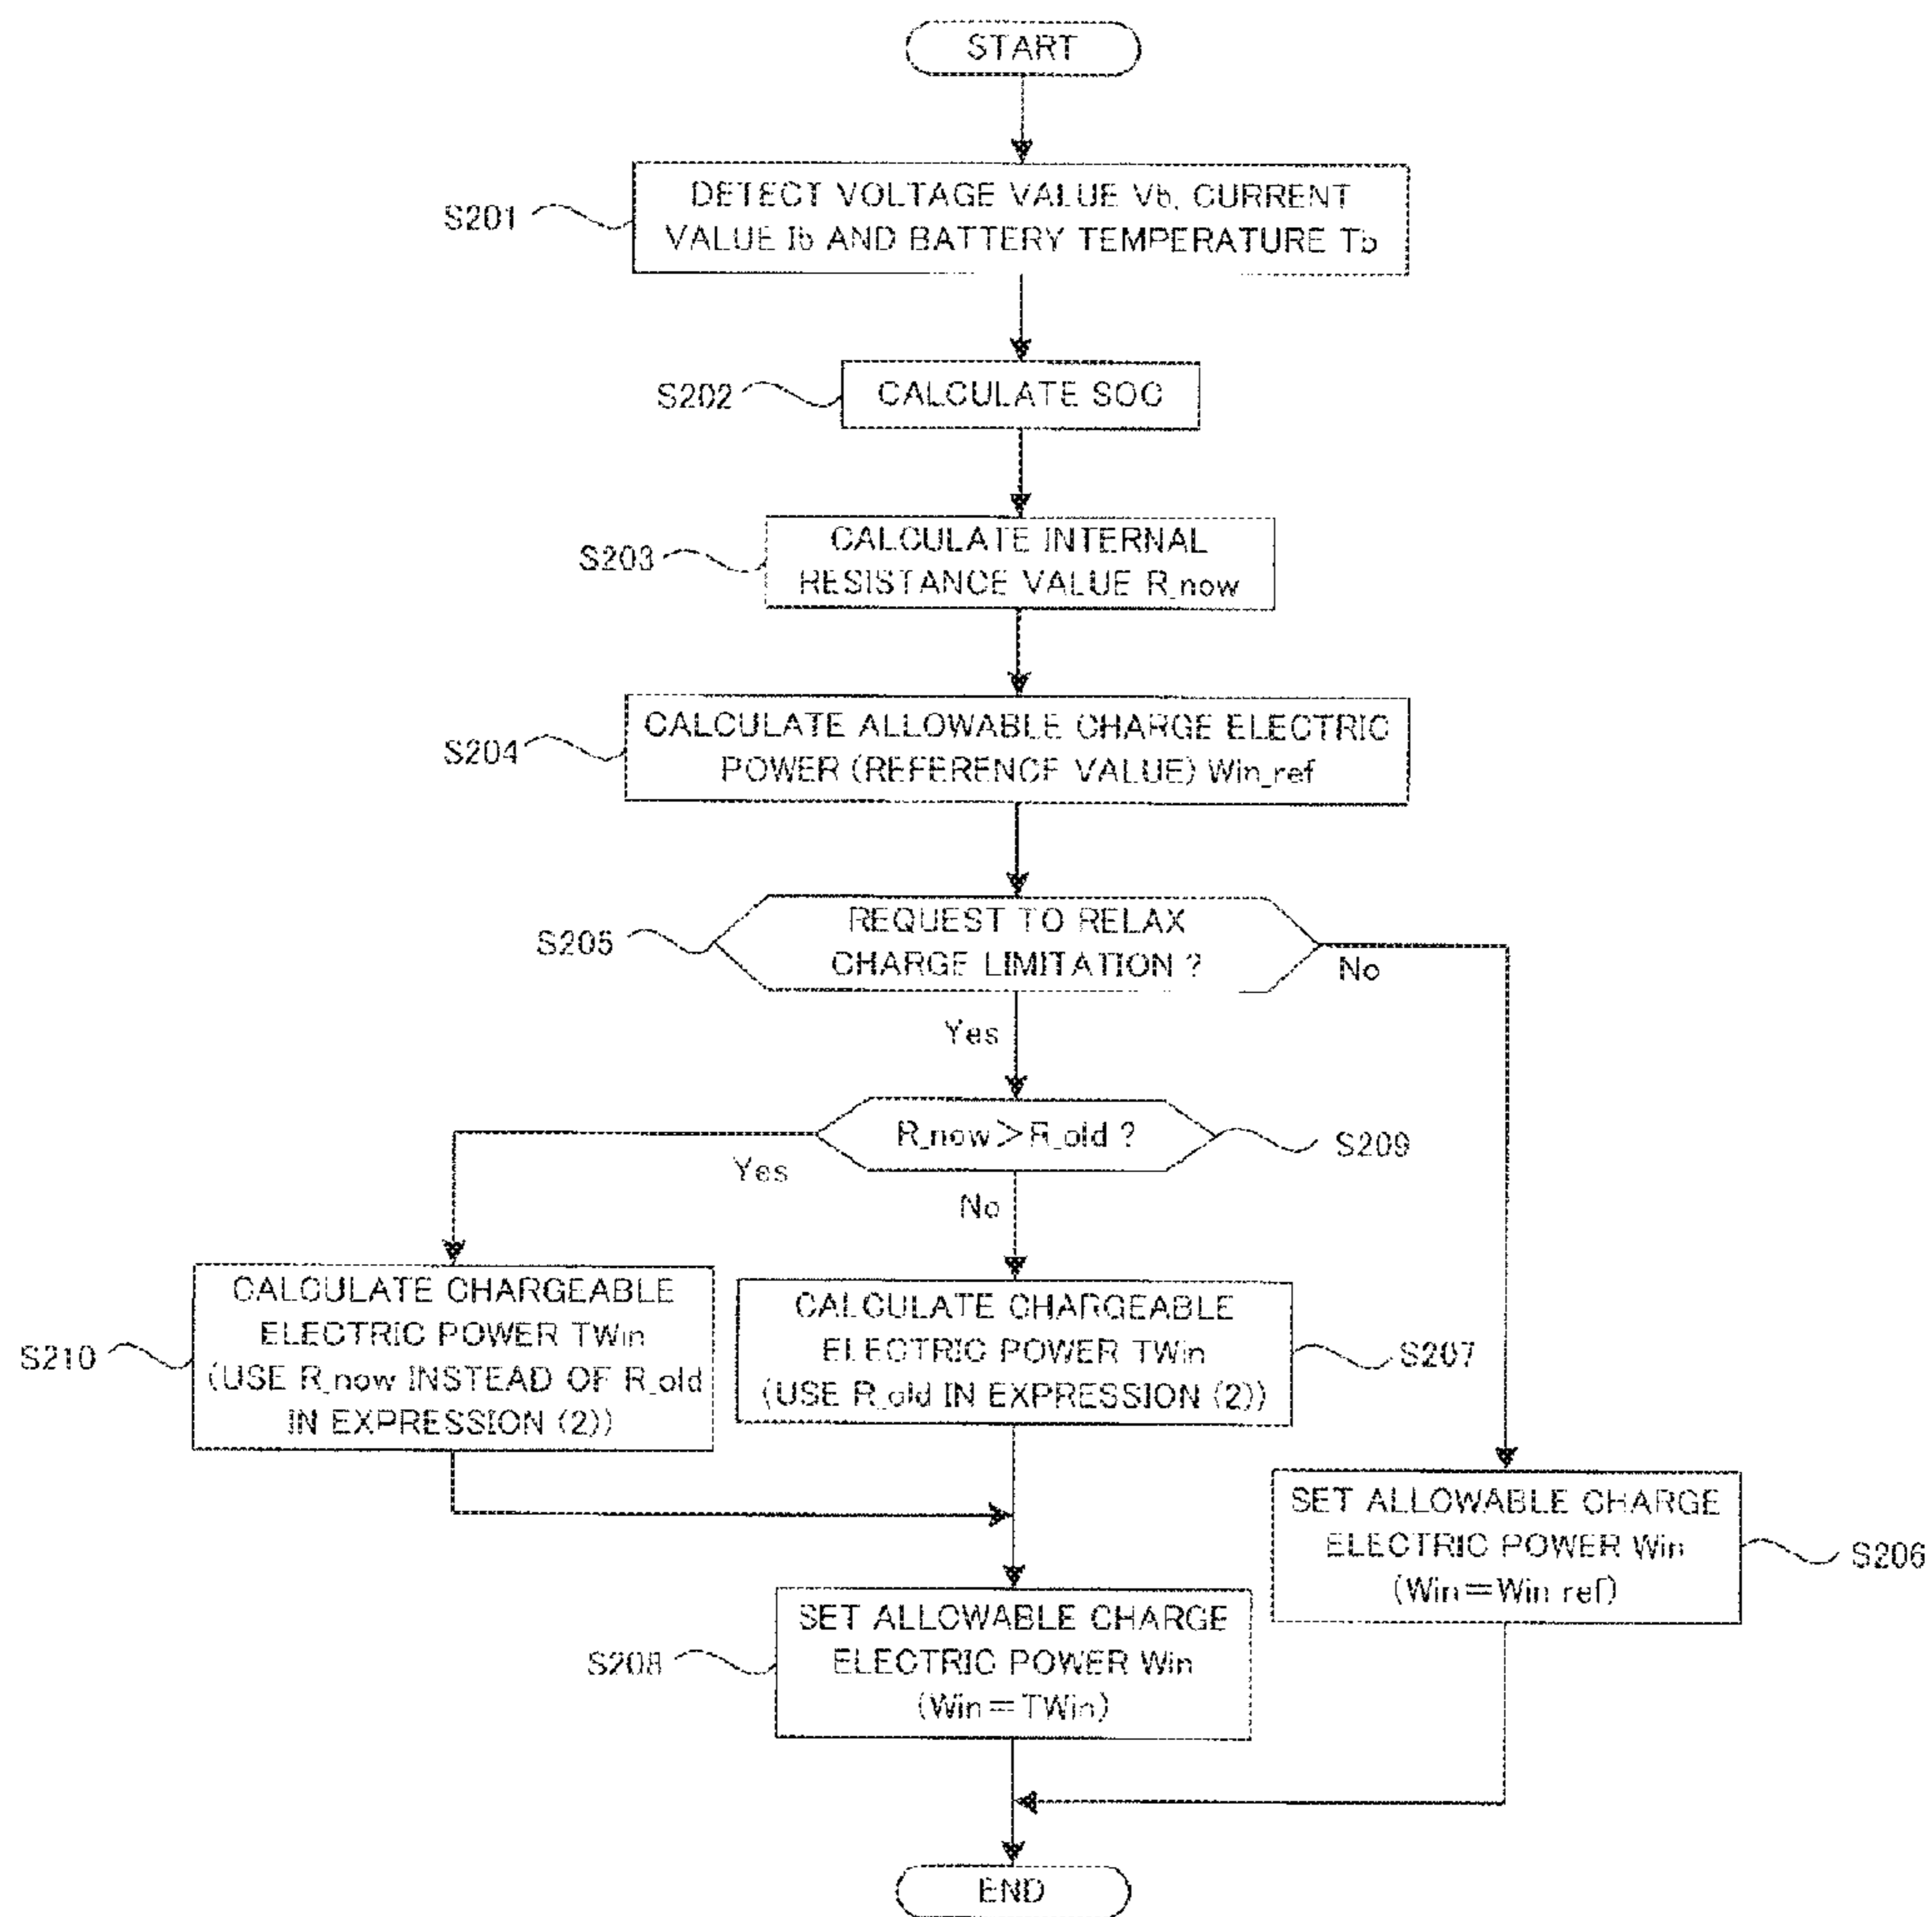 START
S201
DETECT VOLTAGE VALUE Vb, CURRENT
VALUE Ib AND BATTERY TEMPERATURE Tb
S202
CALCULATE SOC
S203
CALCULATE INTERNAL
RESISTANCE VALUE R_now
S204
CALCULATE ALLOWABLE CHARGE ELECTRIC
POWER (REFERENCE VALUE) Win_ref
S205
REQUEST TO RELAX
CHARGE LIMITATION ?
No
Yes
R_now＞R_old ?
S209
Yes
No
S210
CALCULATE CHARGEABLE
ELECTRIC POWER TWin
(USE R_now INSTEAD OF R_old
IN EXPRESSION (2))
CALCULATE CHARGEABLE
ELECTRIC POWER TWin
(USE R_old IN EXPRESSION (2))
S207
SET ALLOWABLE CHARGE
ELECTRIC POWER Win
(Win＝Win_ref)
S206
S208
SET ALLOWABLE CHARGE
ELECTRIC POWER Win
(Win＝TWin)
END